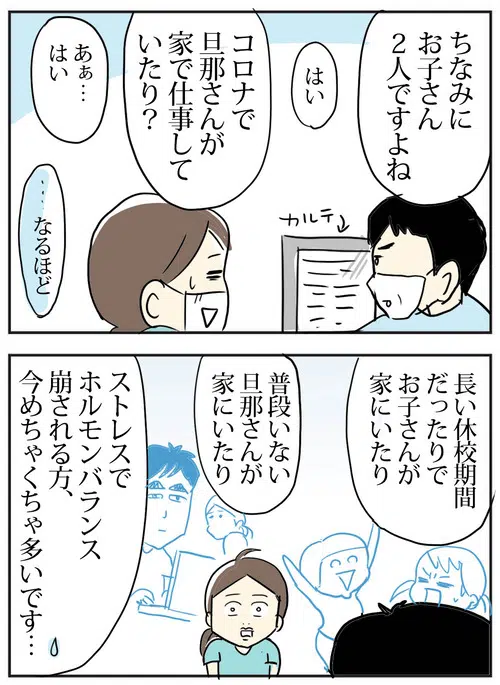 ちなみに
お子さん
2人ですよね
はい
コロナで
旦那さんが
家で仕事して
いたり?
あぁ…
はい
…なるほど
カルテ
長い休校期間
だったりで
お子さんが
家にいたり
普段いない
旦那さんが
家にいたり
ストレスで
ホルモンバランス
崩される方、
今めちゃくちゃ多いです…